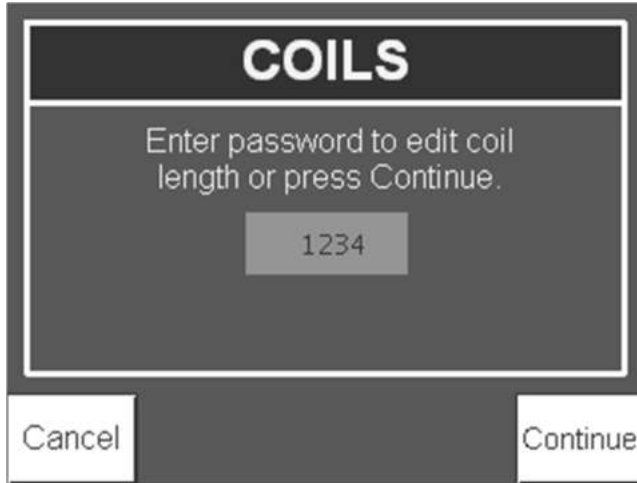 COILS
Enter password to edit coil
length or press Continue.
1234
Cancel
Continue